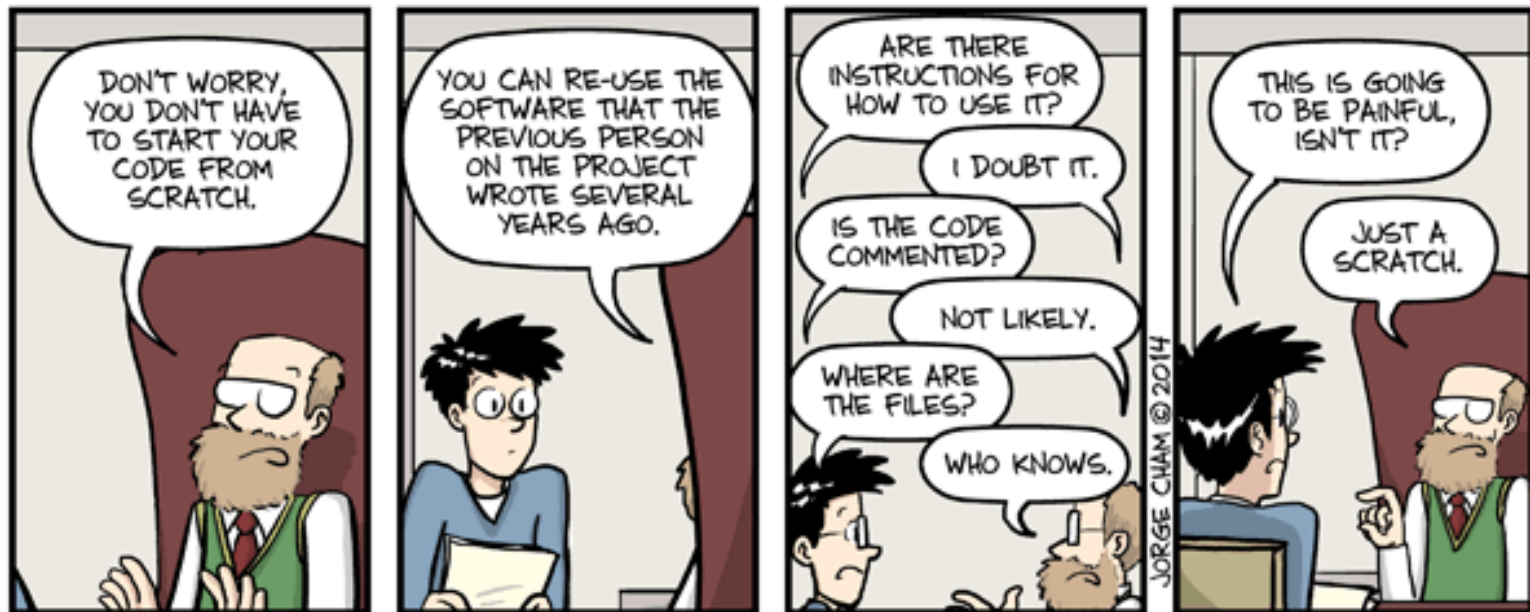 DON'T WORRY,
YOU DON'T HAVE
TO START YOUR
CODE FROM
SCRATCH.
YOU CAN RE-USE THE
SOFTWARE THAT THE
PREVIOUS PERSON
ON THE PROJECT
WROTE SEVERAL
YEARS AGO.
ARE THERE
INSTRUCTIONS FOR
HOW TO USE IT?
I DOUBT IT.
IS THE CODE
COMMENTED?
NOT LIKELY.
WHERE ARE
THE FILES?
WHO KNOWS.
JORGE CHAM © 2014
THIS IS GOING
TO BE PAINFUL,
ISN'T IT?
JUST A
SCRATCH.